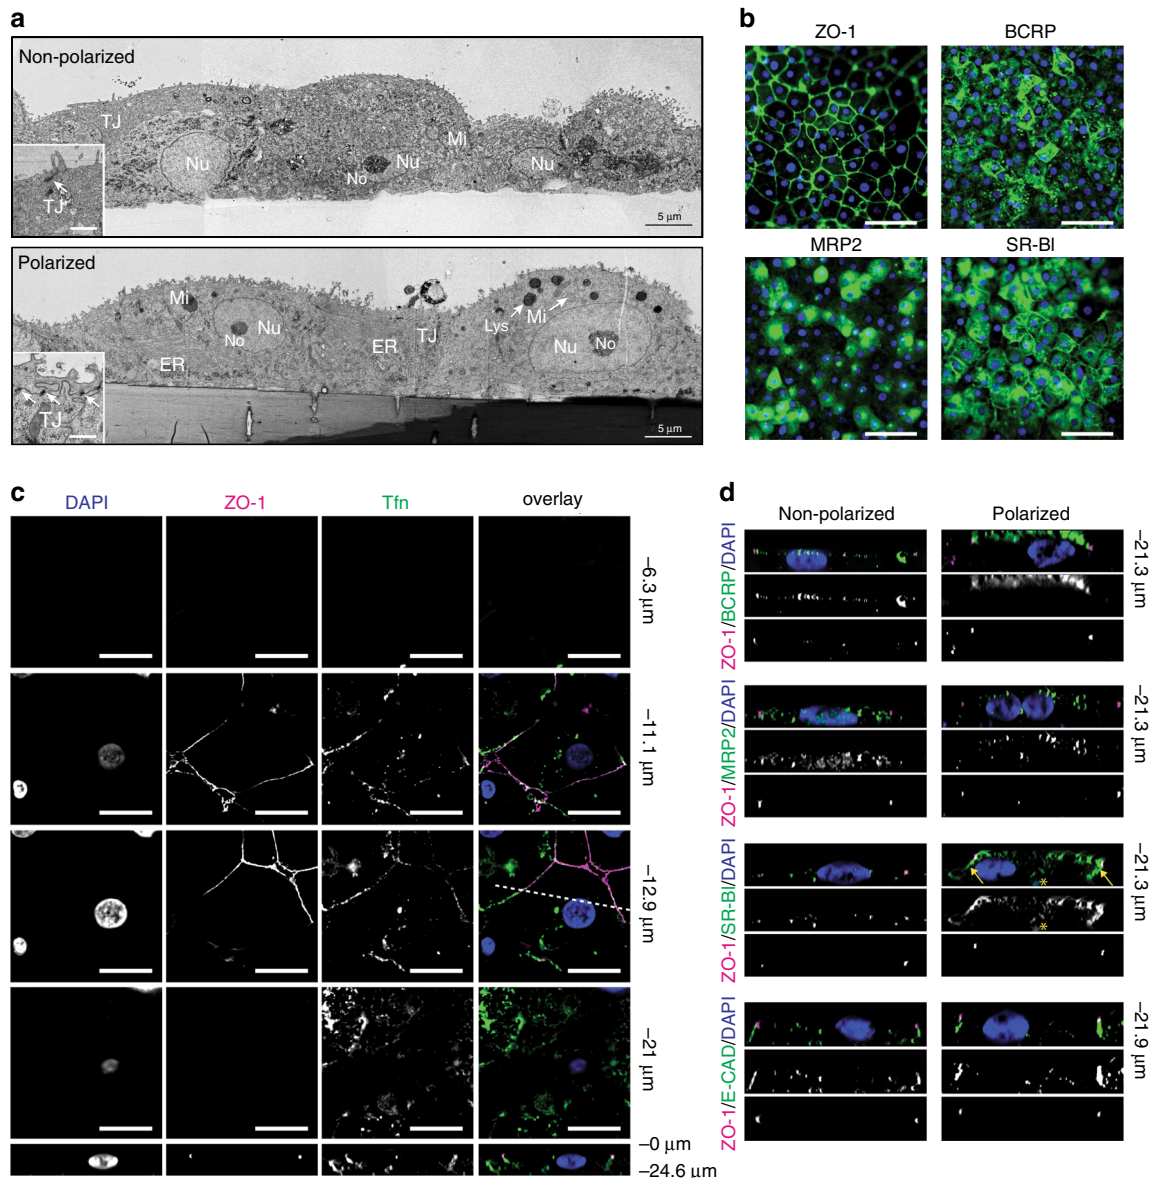 a
Non-polarized
TJ
Mi
Nu
Nu
Nu
No
TJ
5 µm
Polarized
Mi
No
Nu
ER
ER
TJ
Lys
Mi
Nu
No
TJ
5 µm
b
ZO-1
BCRP
MRP2
SR-BI
c
DAPI
ZO-1
Tfn
overlay
–6.3 µm
–11.1 µm
–12.9 µm
–21 µm
–0 µm
–24.6 µm
d
Non-polarized
Polarized
ZO-1/BCRP/DAPI
–21.3 µm
ZO-1/MRP2/DAPI
–21.3 µm
ZO-1/SR-BI/DAPI
*
*
–21.3 µm
ZO-1/E-CAD/DAPI
–21.9 µm